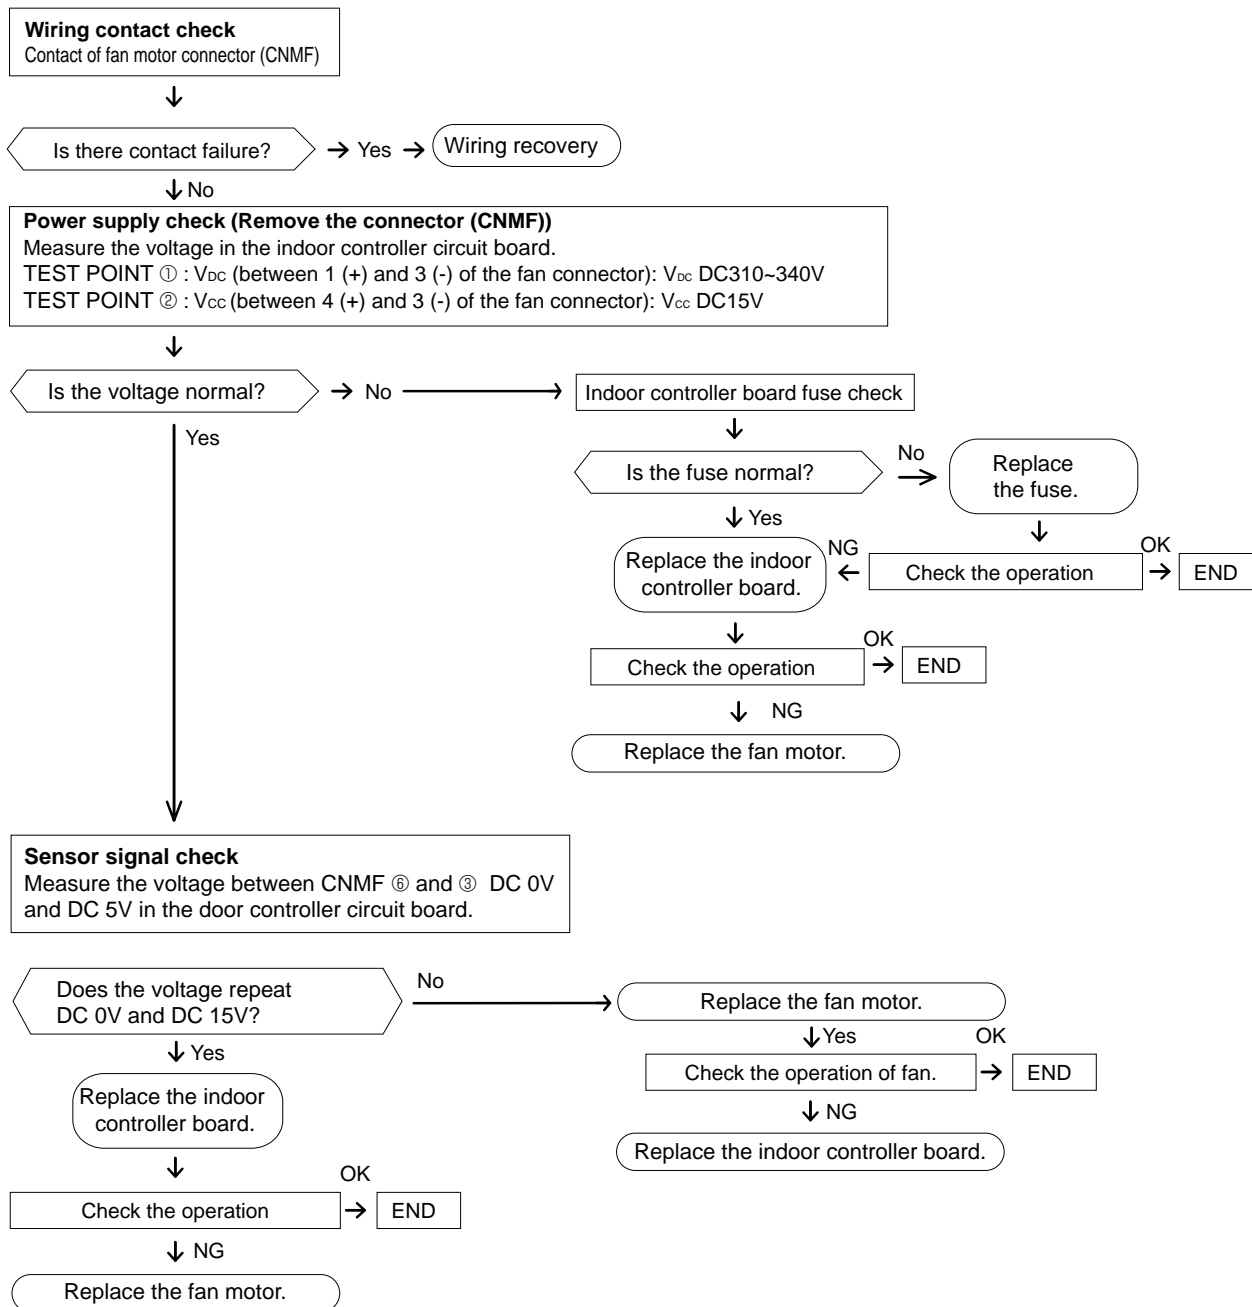 Wiring contact check
Contact of fan motor connector (CNMF)
Is there contact failure?
Yes
Wiring recovery
No
Power supply check (Remove the connector (CNMF))
Measure the voltage in the indoor controller circuit board.
TEST POINT ① : VDC (between 1 (+) and 3 (-) of the fan connector): VDC DC310~340V
TEST POINT ② : VCC (between 4 (+) and 3 (-) of the fan connector): VCC DC15V
Is the voltage normal?
No
Indoor controller board fuse check
Yes
Is the fuse normal?
No
Replace
the fuse.
Yes
Replace the indoor
controller board.
NG
Check the operation
OK
END
Check the operation
OK
END
NG
Replace the fan motor.
Sensor signal check
Measure the voltage between CNMF ⑥ and ③ DC 0V
and DC 5V in the door controller circuit board.
Does the voltage repeat
DC 0V and DC 15V?
No
Replace the fan motor.
Yes
Check the operation of fan.
OK
END
NG
Replace the indoor controller board.
Yes
Replace the indoor
controller board.
Check the operation
OK
END
NG
Replace the fan motor.